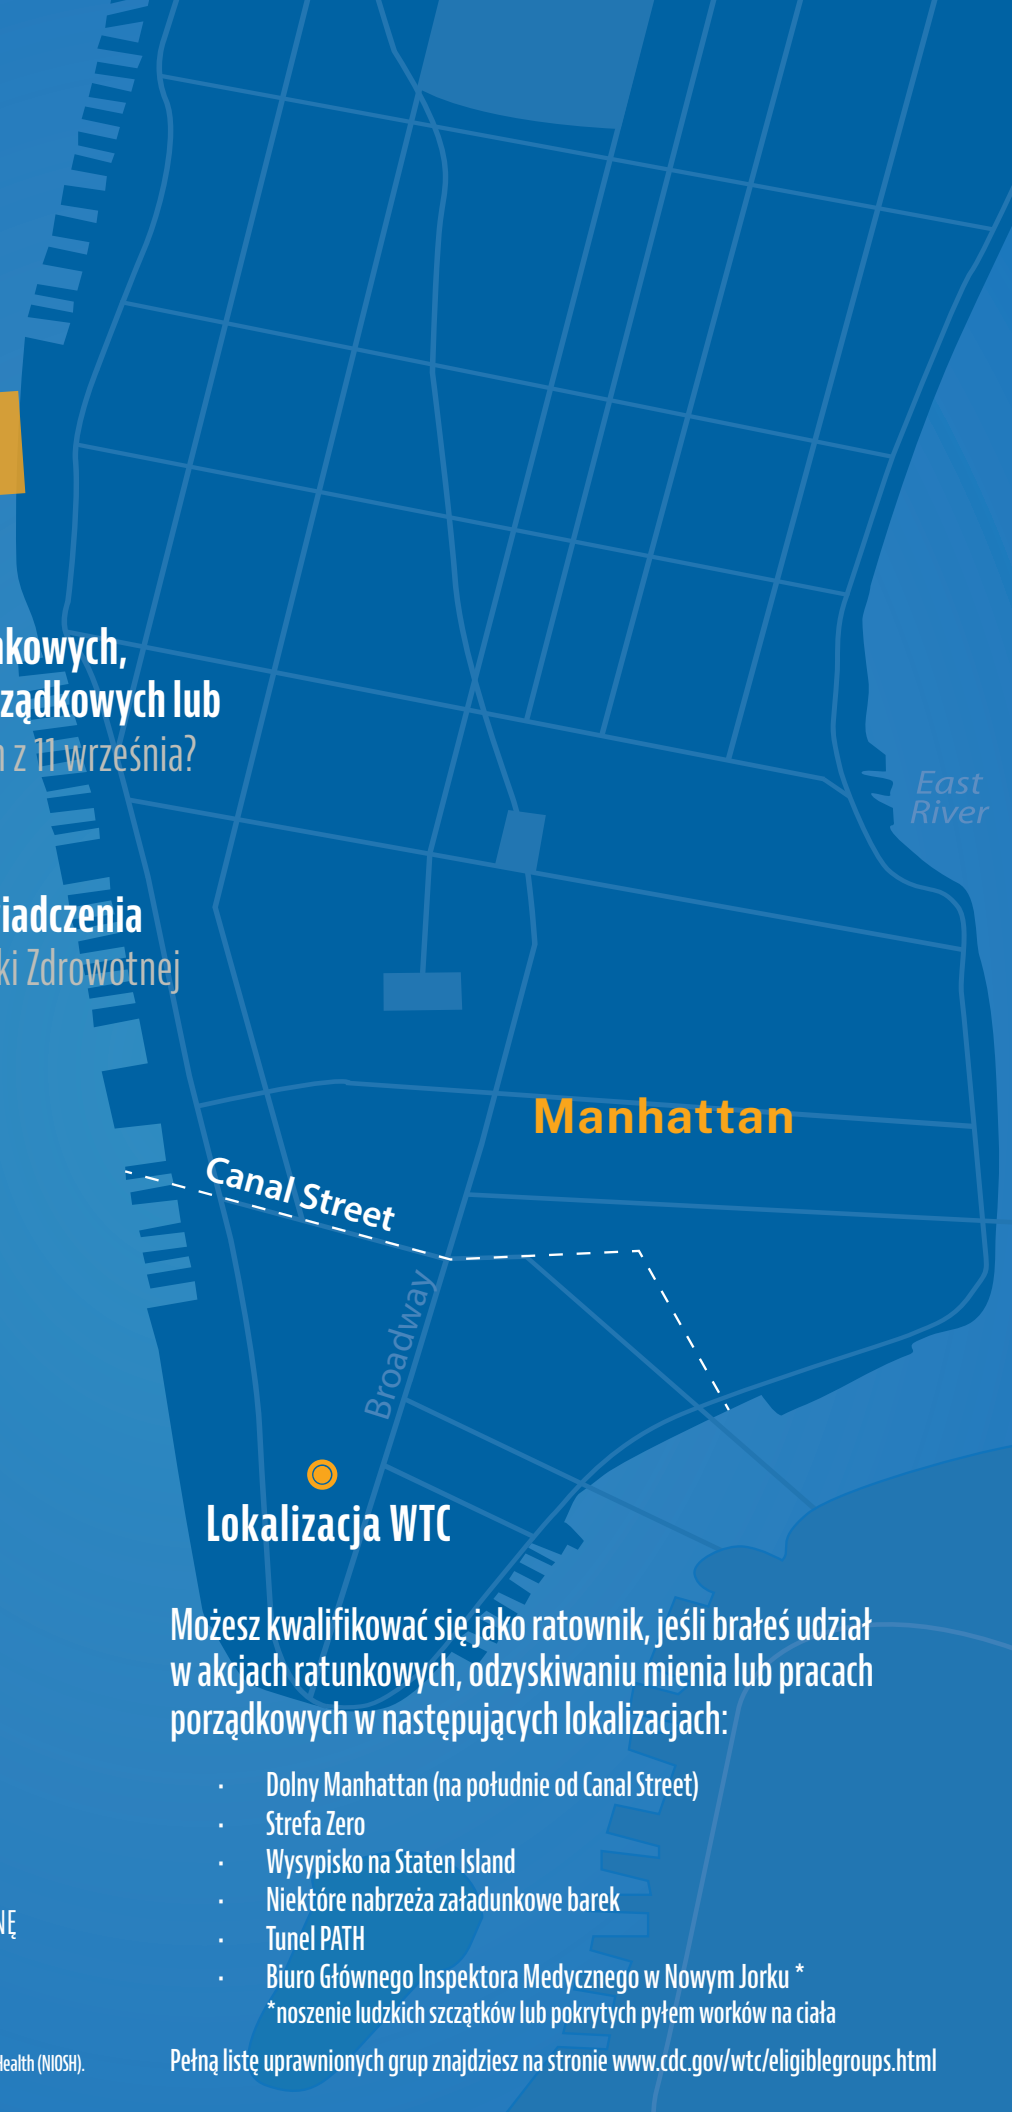 nkowych,
ządkowych lub
z 11 września?
East
River
iadczenia
ki Zdrowotnej
Manhattan
Canal Street
Broadway
Lokalizacja WTC
Możesz kwalifikować się jako ratownik, jeśli brałeś udział
w akcjach ratunkowych, odzyskiwaniu mienia lub pracach
porządkowych w następujących lokalizacjach:
· Dolny Manhattan (na południe od Canal Street)
· Strefa Zero
· Wysypisko na Staten Island
· Niektóre nabrzeża załadunkowe barek
· Tunel PATH
· Biuro Głównego Inspektora Medycznego w Nowym Jorku *
*noszenie ludzkich szczątków lub pokrytych pyłem worków na ciała
NĘ
Health (NIOSH).
Pełną listę uprawnionych grup znajdziesz na stronie www.cdc.gov/wtc/eligiblegroups.html